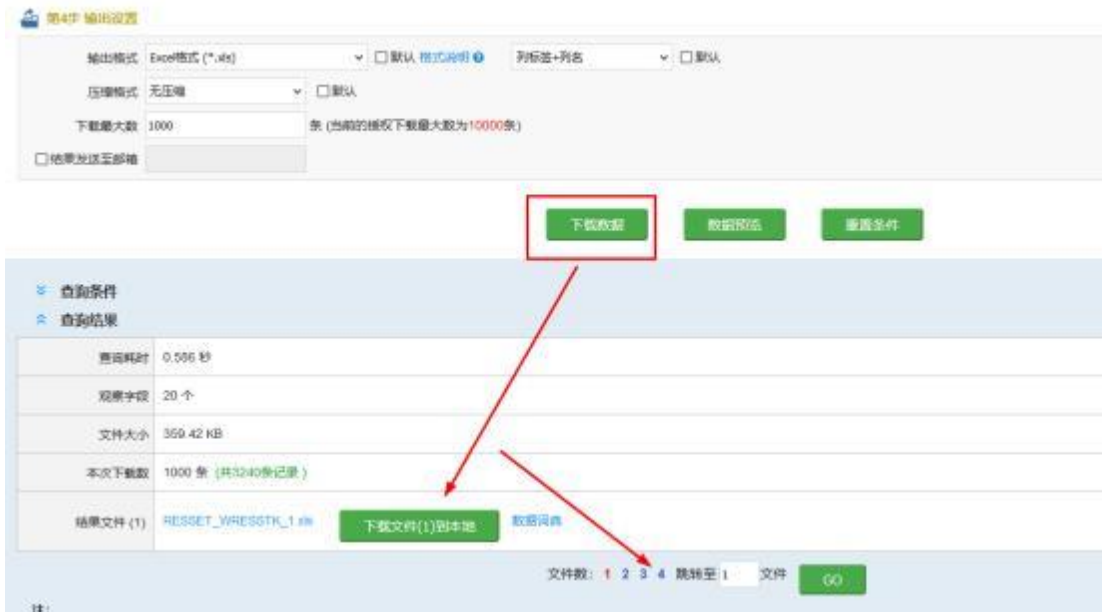 第4步 输出设置
输出格式 Excel格式 (*.xls) 默认 格式说明 列标签+列名 默认
压缩格式 无压缩 默认
下载最大数 1000 条 (当前的授权下载最大数为10000条)
结果发送至邮箱
下载数据 数据预览 重置条件
查询条件
查询结果
查询耗时 0.586 秒
观察字段 20 个
文件大小 359.42 KB
本次下载数 1000 条 (共3240条记录)
结果文件 (1) RESSET_WRESSTK_1.xls 下载文件(1)到本地 数据词典
文件数: 1 2 3 4 跳转至 1 文件 GO
注: